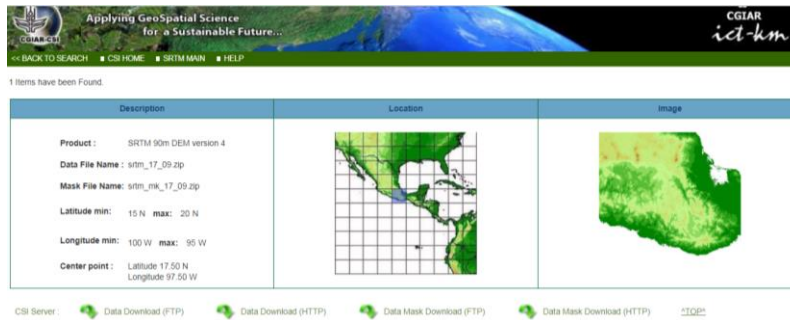 Applying GeoSpatial Science
for a Sustainable Future...
CGIAR-CSI
CGIAR
ict-km
<< BACK TO SEARCH ■ CSI HOME ■ SRTM MAIN ■ HELP
1 Items have been Found.
Description Location Image
Product : SRTM 90m DEM version 4
Data File Name : srtm_17_09.zip
Mask File Name: srtm_mk_17_09.zip
Latitude min: 15 N max: 20 N
Longitude min: 100 W max: 95 W
Center point : Latitude 17.50 N
Longitude 97.50 W
CSI Server : Data Download (FTP) Data Download (HTTP) Data Mask Download (FTP) Data Mask Download (HTTP) ^TOP^